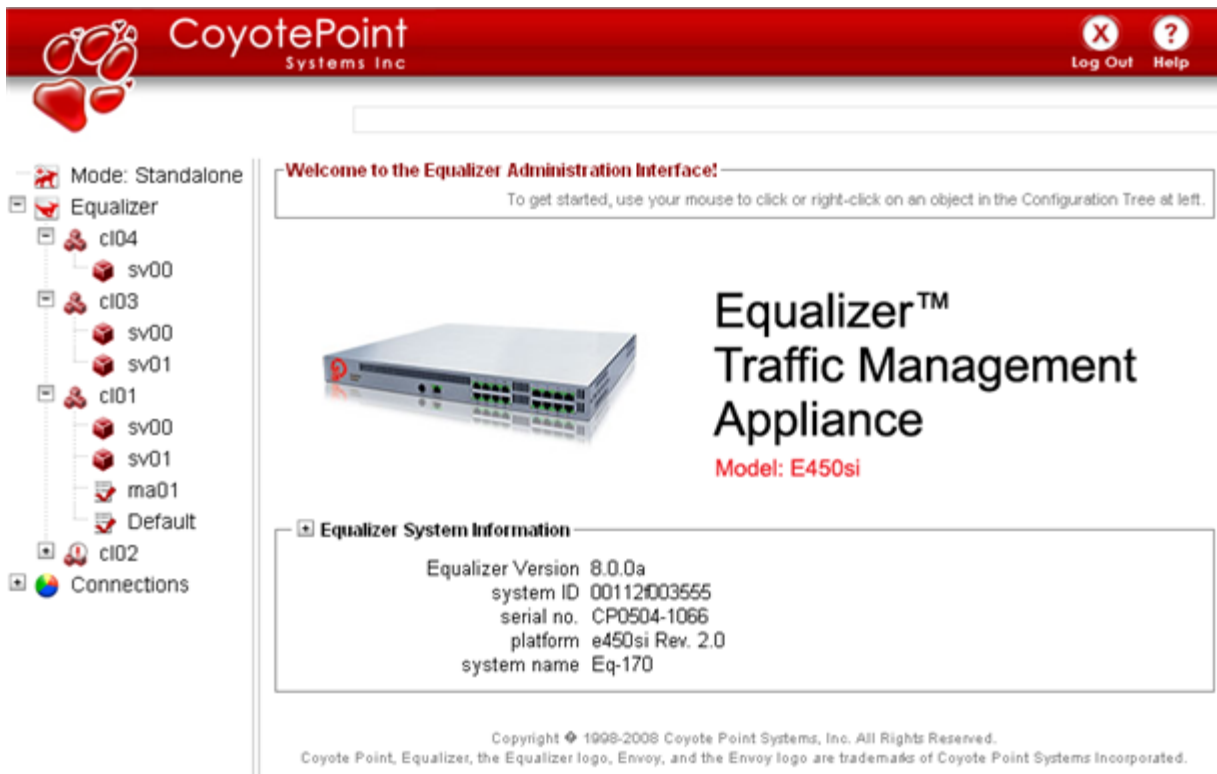 CoyotePoint
Systems Inc
X
?
Log Out
Help
Mode: Standalone
Equalizer
cl04
sv00
cl03
sv00
sv01
cl01
sv00
sv01
ma01
Default
cl02
Connections
Welcome to the Equalizer Administration Interface!
To get started, use your mouse to click or right-click on an object in the Configuration Tree at left.
Equalizer™
Traffic Management
Appliance
Model: E450si
Equalizer System Information
Equalizer Version 8.0.0a
system ID 00112f003555
serial no. CP0504-1066
platform e450si Rev. 2.0
system name Eq-170
Copyright � 1998-2008 Coyote Point Systems, Inc. All Rights Reserved.
Coyote Point, Equalizer, the Equalizer logo, Envoy, and the Envoy logo are trademarks of Coyote Point Systems Incorporated.